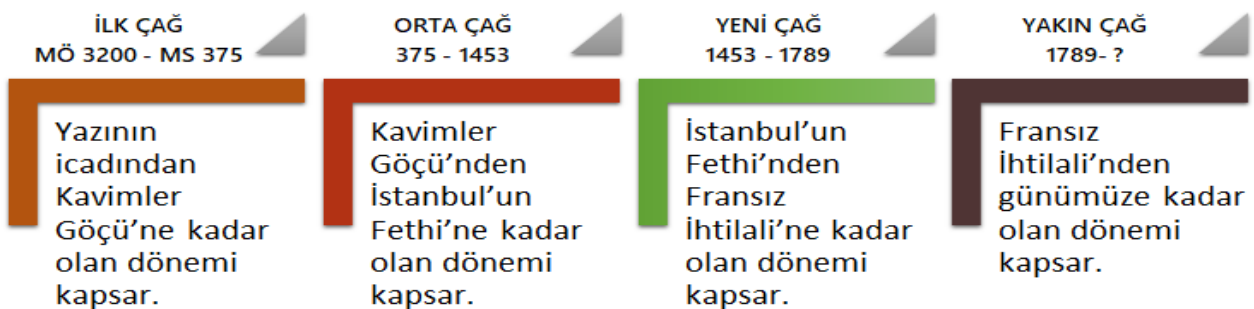 İLK ÇAĞ
MÖ 3200 - MS 375
Yazının
icadından
Kavimler
Göçü’ne kadar
olan dönemi
kapsar.
ORTA ÇAĞ
375 - 1453
Kavimler
Göçü’nden
İstanbul’un
Fethi’ne kadar
olan dönemi
kapsar.
YENİ ÇAĞ
1453 - 1789
İstanbul’un
Fethi’nden
Fransız
İhtilali’ne kadar
olan dönemi
kapsar.
YAKIN ÇAĞ
1789- ?
Fransız
İhtilali’nden
günümüze kadar
olan dönemi
kapsar.